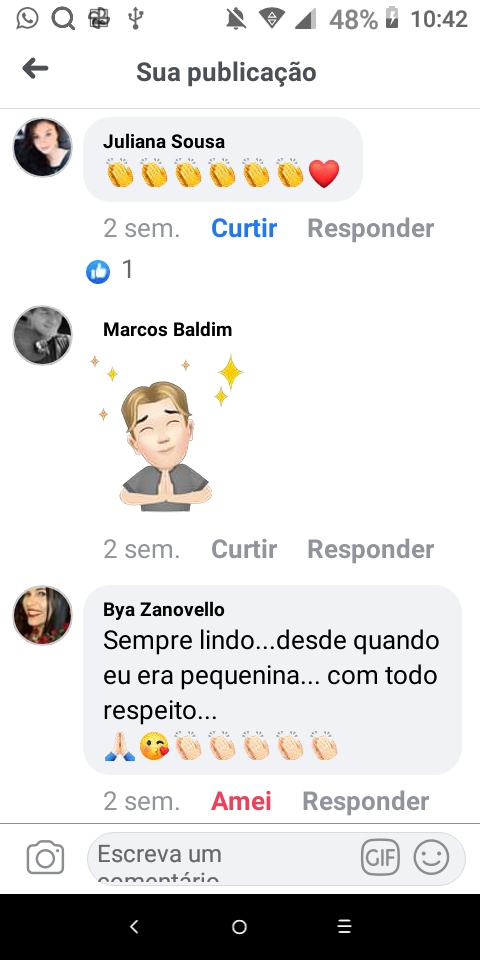 48% 10:42
Sua publicação
Juliana Sousa
👏👏👏👏👏👏❤️
2 sem. Curtir Responder
1
Marcos Baldim
2 sem. Curtir Responder
Bya Zanovello
Sempre lindo...desde quando
eu era pequenina... com todo
respeito...
🙏🏻😘👏🏻👏🏻👏🏻👏🏻👏🏻
2 sem. Amei Responder
Escreva um
comentário
GIF